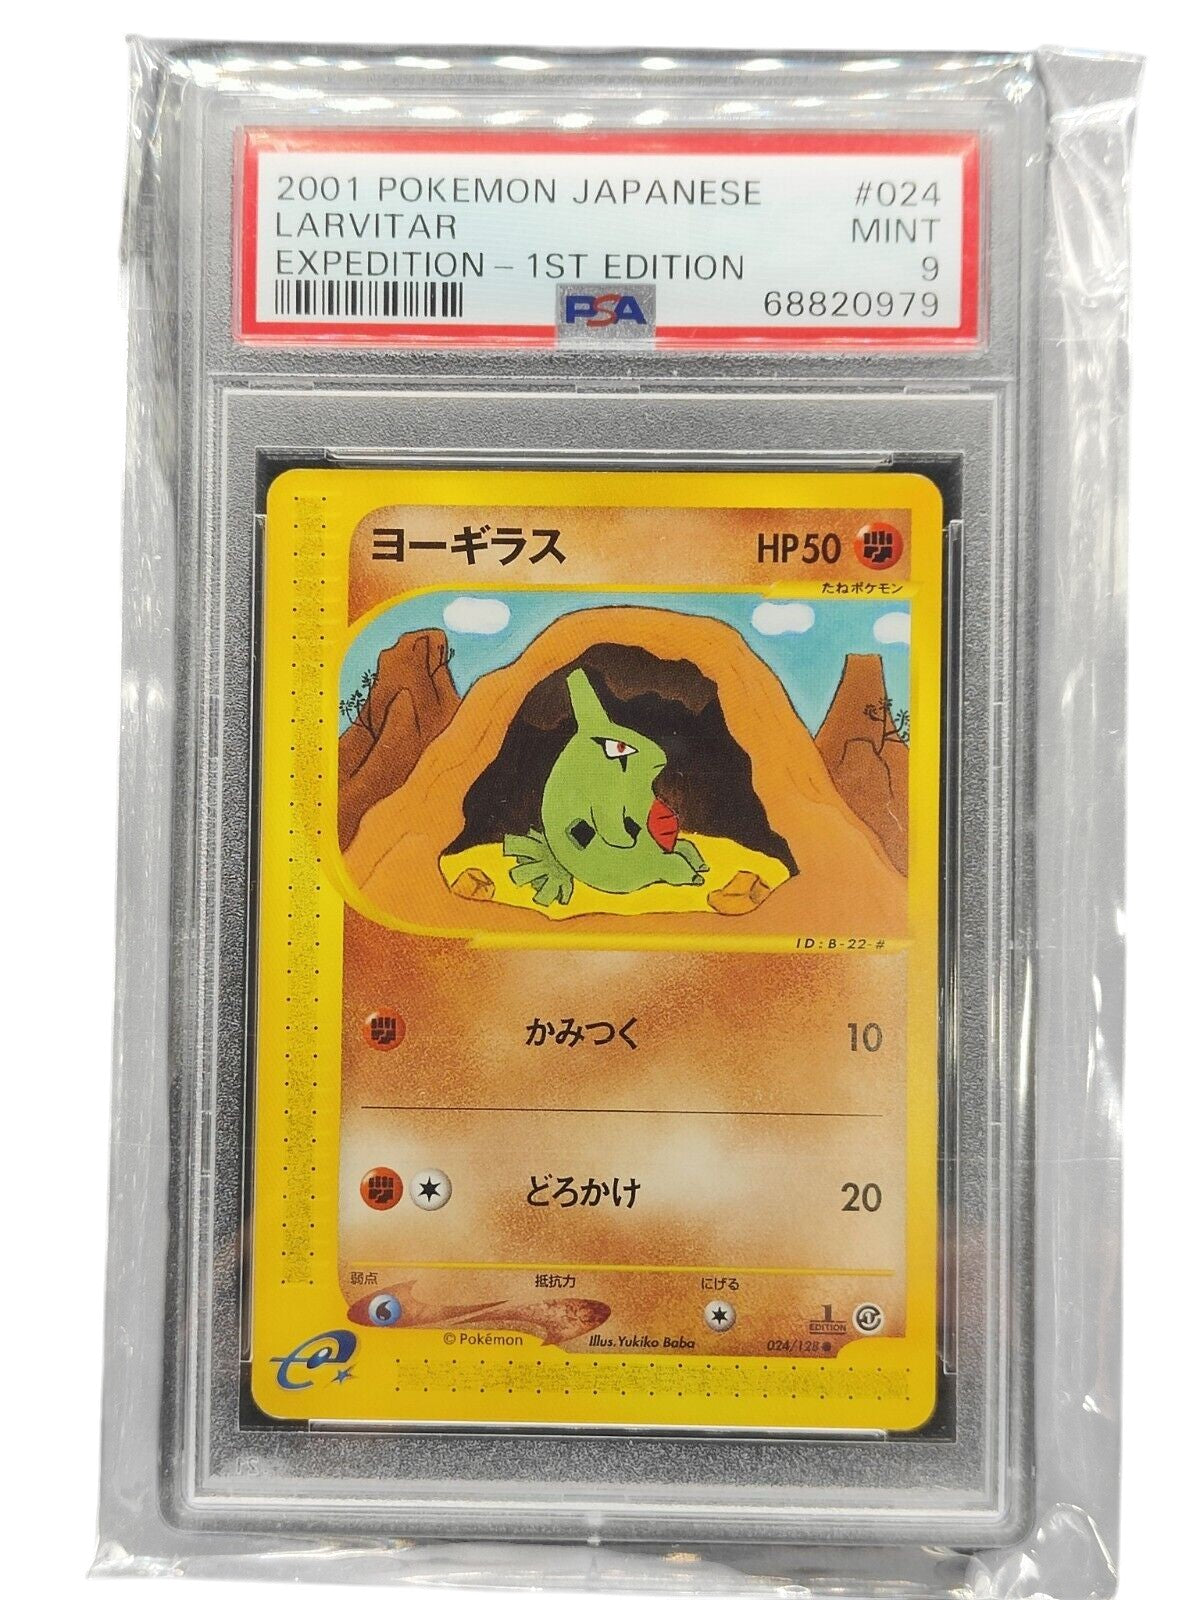 2001 POKEMON JAPANESE #024
LARVITAR MINT
EXPEDITION - 1ST EDITION 9
PSA 68820979
ヨーギラス HP50
たねポケモン
ID:B-22-#
かみつく 10
どろかけ 20
弱点 抵抗力 にげる
1
EDITION
© Pokémon Illus. Yukiko Baba 024/128
e